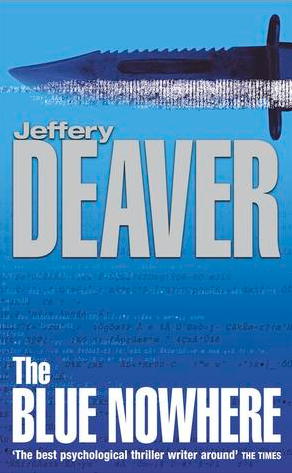 Jeffery
DEAVER
The
BLUE NOWHERE
'The best psychological thriller writer around' THE TIMES